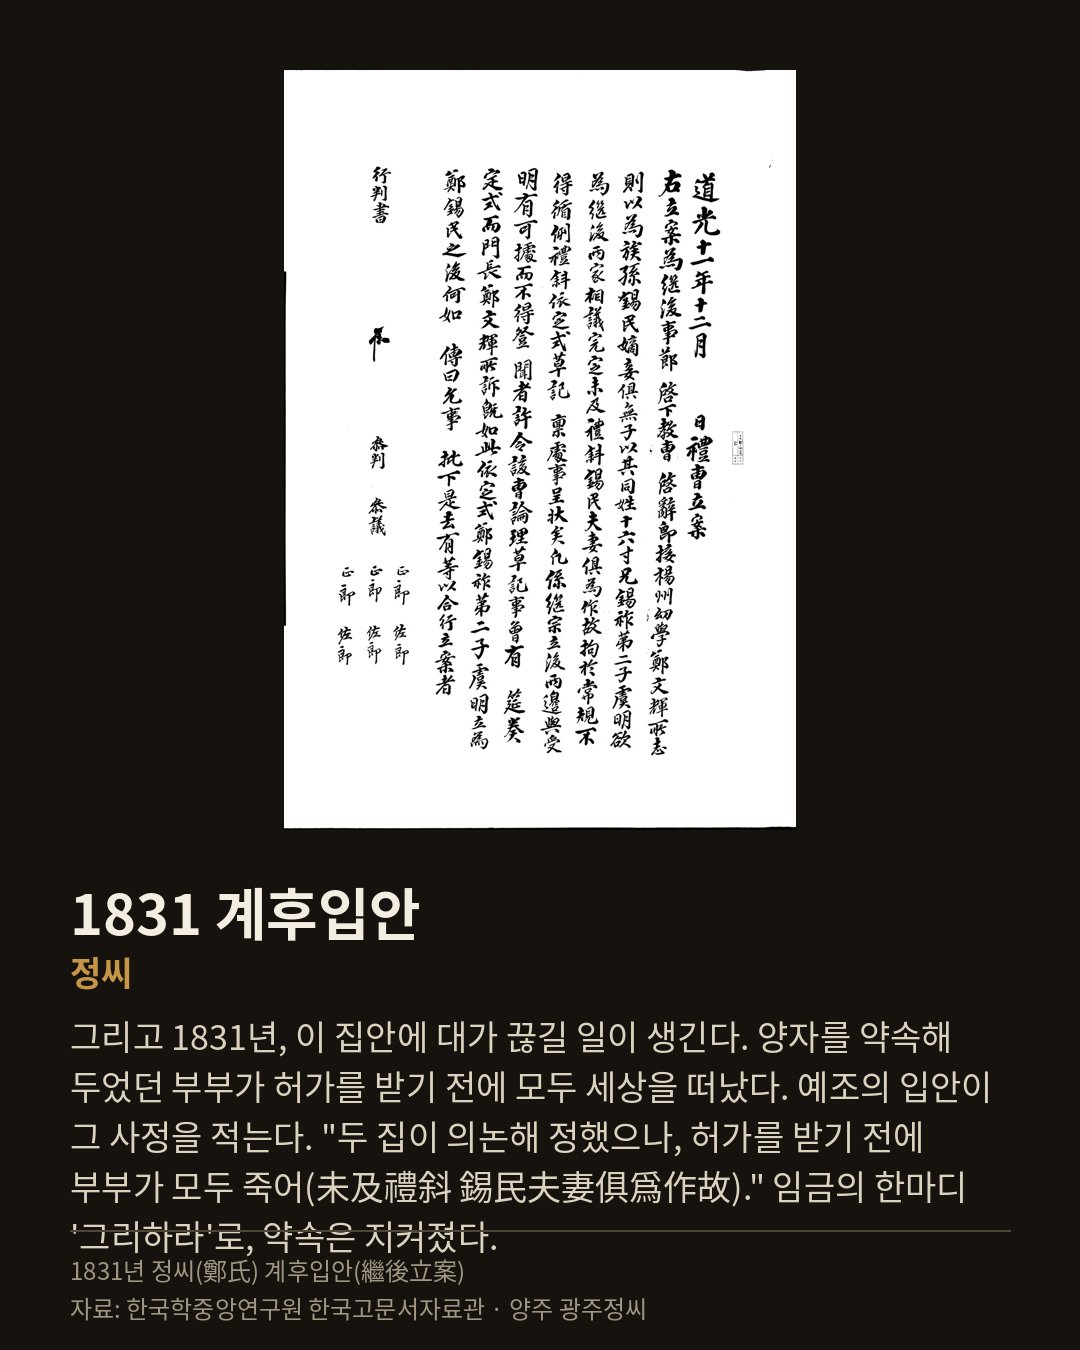 道光十一年十二月 日禮曹立案
右立案爲繼後事節 啓下敎曹 啓辭卽接楊州幼學鄭文輝所志
則以爲族孫錫民嫡妾俱無子以其同姓十六寸兄錫祚第二子虞明欲
爲繼後兩家相議完定未及禮斜錫民夫妻俱爲作故拘於常規不
得循例禮斜依定式草記 稟處事呈狀矣凡係繼宗立後兩邊與受
明有可據而不得登 聞者許令該曹論理草記事曾有 筵奏
定式而門長鄭文輝所訴旣如此依定式鄭錫祚第二子虞明立爲
鄭錫民之後何如 傳曰允事 批下是去有等以合行立案者
行判書 參判 參議
正郞 佐郞
正郞 佐郞
正郞 佐郞
1831 계후입안
정씨
그리고 1831년, 이 집안에 대가 끊길 일이 생긴다. 양자를 약속해
두었던 부부가 허가를 받기 전에 모두 세상을 떠났다. 예조의 입안이
그 사정을 적는다. "두 집이 의논해 정했으나, 허가를 받기 전에
부부가 모두 죽어(未及禮斜 錫民夫妻俱爲作故)." 임금의 한마디
'그리하라'로, 약속은 지켜졌다.
1831년 정씨(鄭氏) 계후입안(繼後立案)
자료: 한국학중앙연구원 한국고문서자료관 · 양주 광주정씨